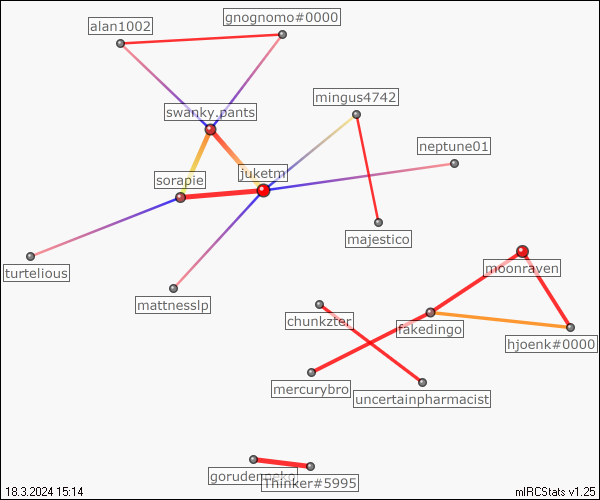 gnognomo#0000
alan1002
mingus4742
swanky.pants
neptune01
juketm
sorapie
majestico
turtelious
moonraven
mattnesslp
chunkzter
fakedingo
hjoenk#0000
mercurybro
uncertainpharmacist
Thinker#5995
18.3.2024 15:14
mIRCStats v1.25